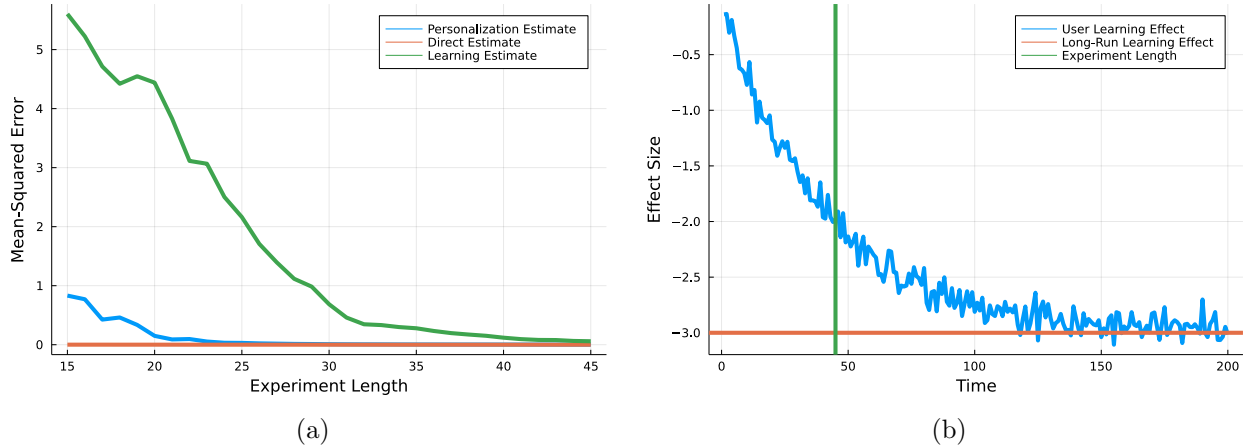 Mean-Squared Error
5
4
3
2
1
0
15
20
25
30
35
40
45
Experiment Length
Personalization Estimate
Direct Estimate
Learning Estimate
(a)
Effect Size
−0.5
−1.0
−1.5
−2.0
−2.5
−3.0
0
50
100
150
200
Time
User Learning Effect
Long-Run Learning Effect
Experiment Length
(b)